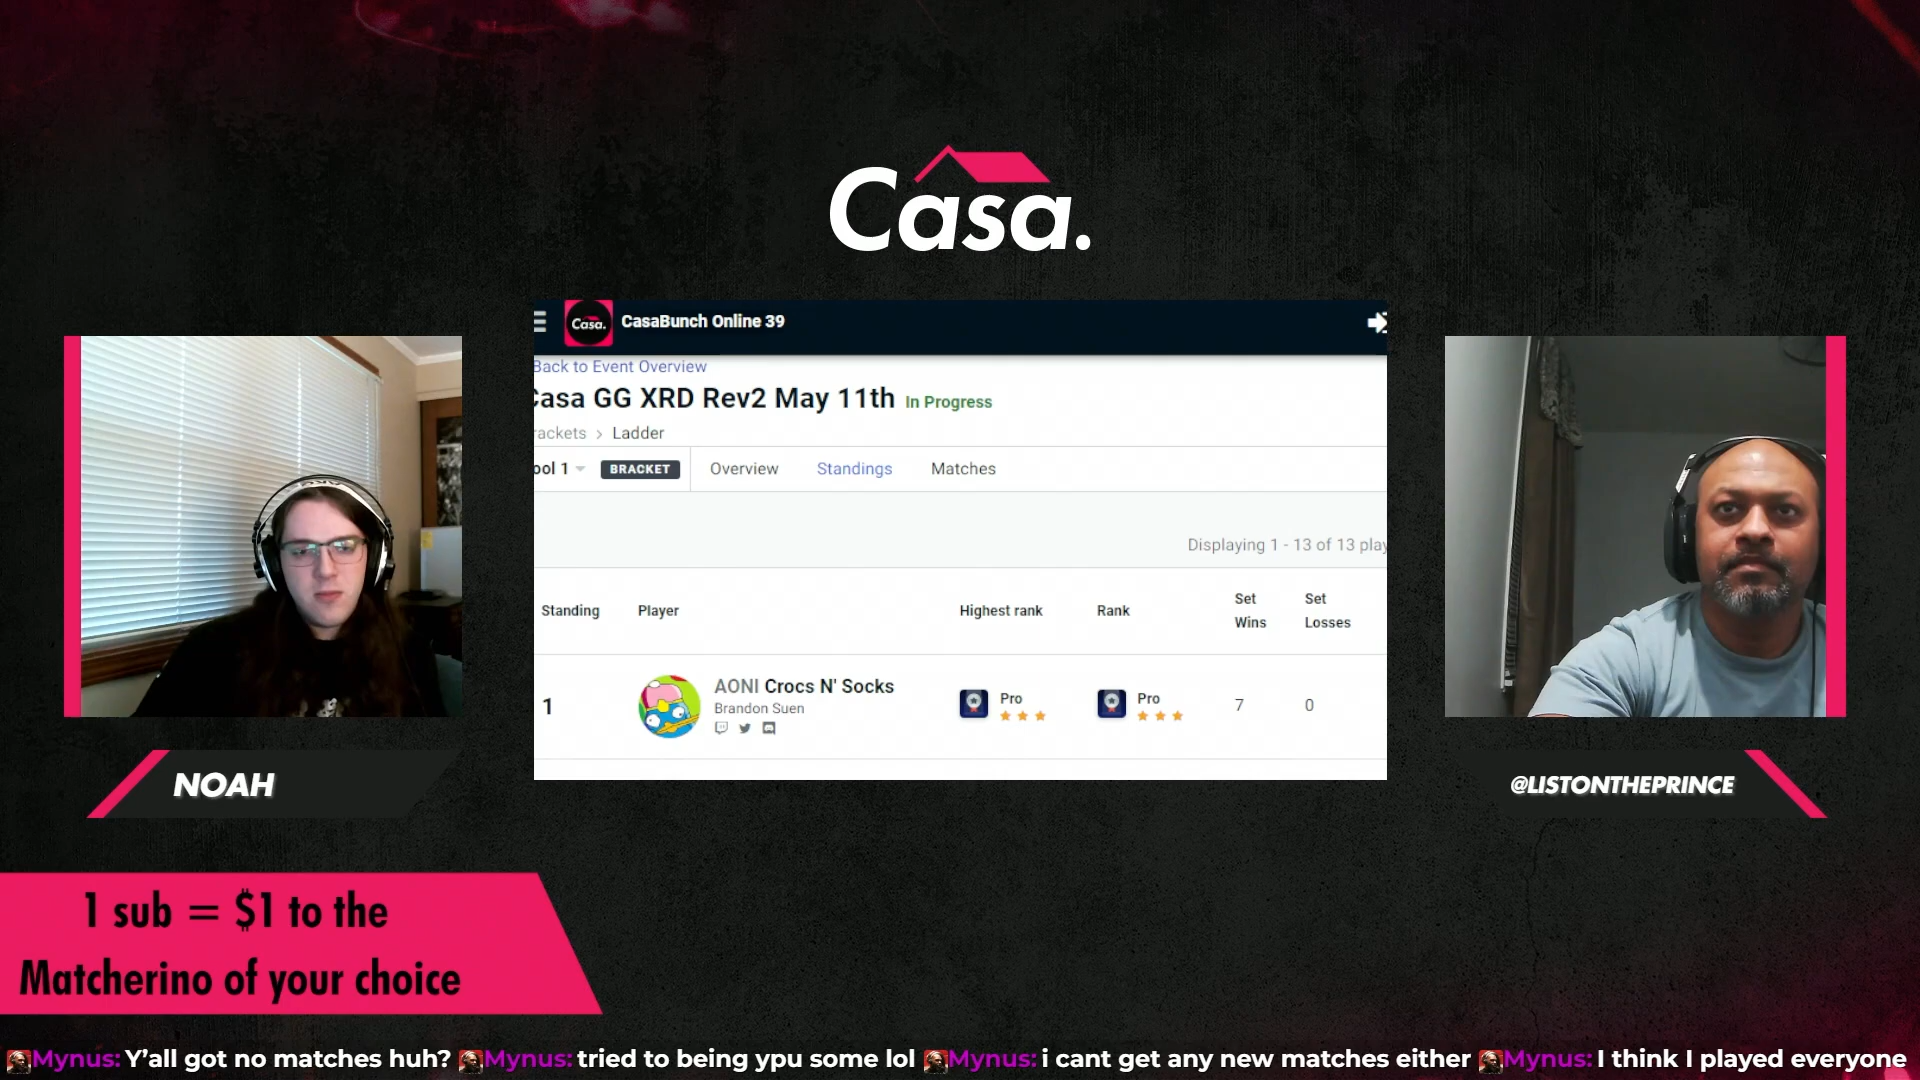 Casa.
Casa.
CasaBunch Online 39
Back to Event Overview
Casa GG XRD Rev2 May 11th In Progress
rackets > Ladder
ool 1 BRACKET Overview Standings Matches
Displaying 1 - 13 of 13 play
Standing Player Highest rank Rank Set Wins Set Losses
1 AONI Crocs N' Socks Pro Pro 7 0
Brandon Suen
NOAH
@LISTONTHEPRINCE
1 sub = $1 to the
Matcherino of your choice
Mynus: Y'all got no matches huh? Mynus: tried to being ypu some lol Mynus: i cant get any new matches either Mynus: I think I played everyone